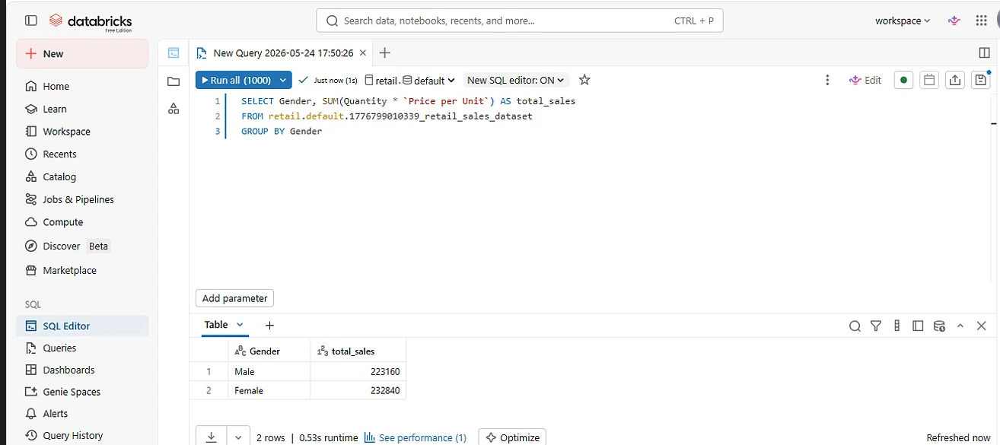 databricks
Free Edition
Search data, notebooks, recents, and more...
CTRL + P
workspace
New
Home
Learn
Workspace
Recents
Catalog
Jobs & Pipelines
Compute
Discover Beta
Marketplace
SQL
SQL Editor
Queries
Dashboards
Genie Spaces
Alerts
Query History
New Query 2026-05-24 17:50:26
Run all (1000)
Just now (1s)
retail. default
New SQL editor: ON
Edit
1 SELECT Gender, SUM(Quantity * `Price per Unit`) AS total_sales
2 FROM retail.default.1776799010339_retail_sales_dataset
3 GROUP BY Gender
Add parameter
Table
Gender total_sales
1 Male 223160
2 Female 232840
2 rows | 0.53s runtime See performance (1) Optimize
Refreshed now